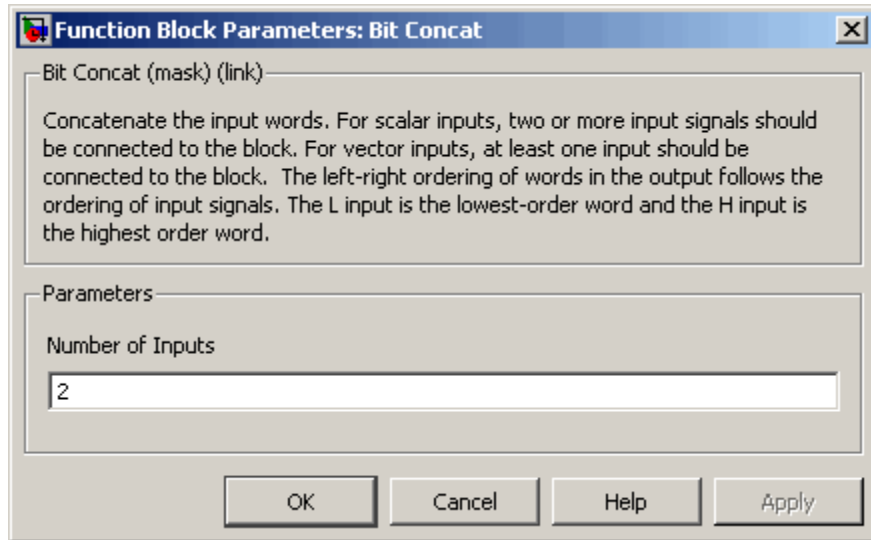 Function Block Parameters: Bit Concat
Bit Concat (mask) (link)
Concatenate the input words. For scalar inputs, two or more input signals should
be connected to the block. For vector inputs, at least one input should be
connected to the block.  The left-right ordering of words in the output follows the
ordering of input signals. The L input is the lowest-order word and the H input is
the highest order word.
Parameters
Number of Inputs
2
OK Cancel Help Apply